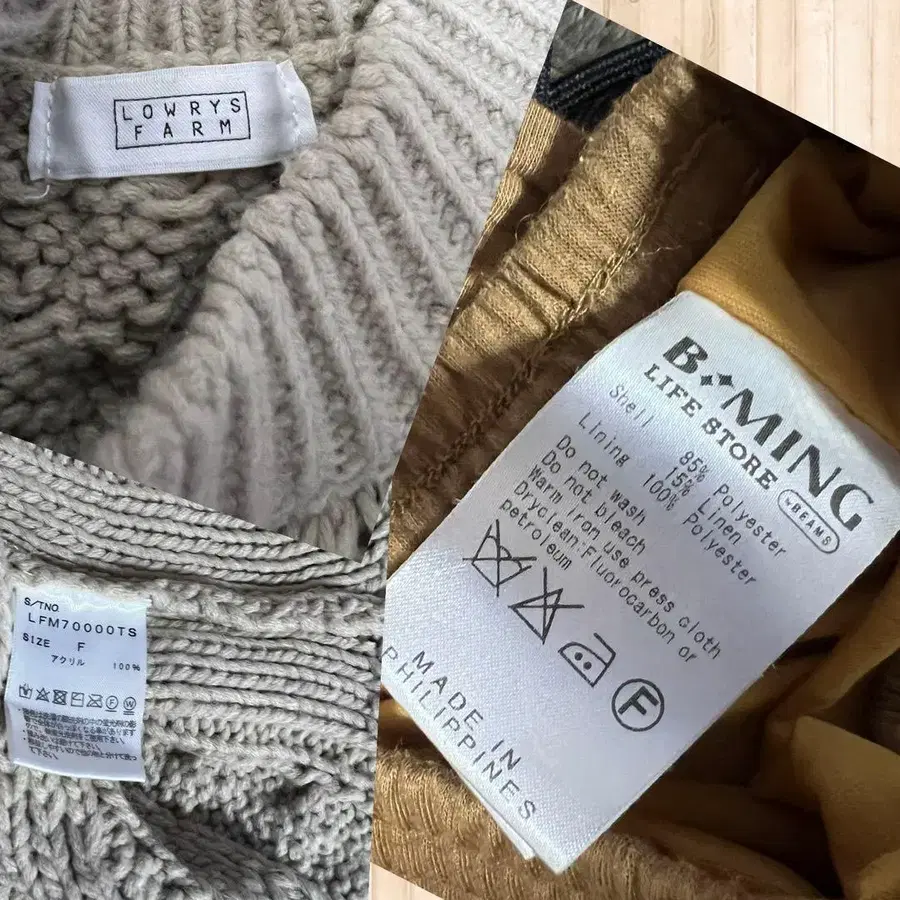 LOWRYS
FARM
S/TNO.
LFM70000TS
SIZE F
アクリル 100%
B MING
LIFE STORE
by BEAMS
Shell 85% Polyester
15% Linen
Lining 100% Polyester
Do not wash
Do not bleach
Warm iron use press cloth
Dryclean:Fluorocarbon or
petroleum
F
MADE IN
PHILIPPINES